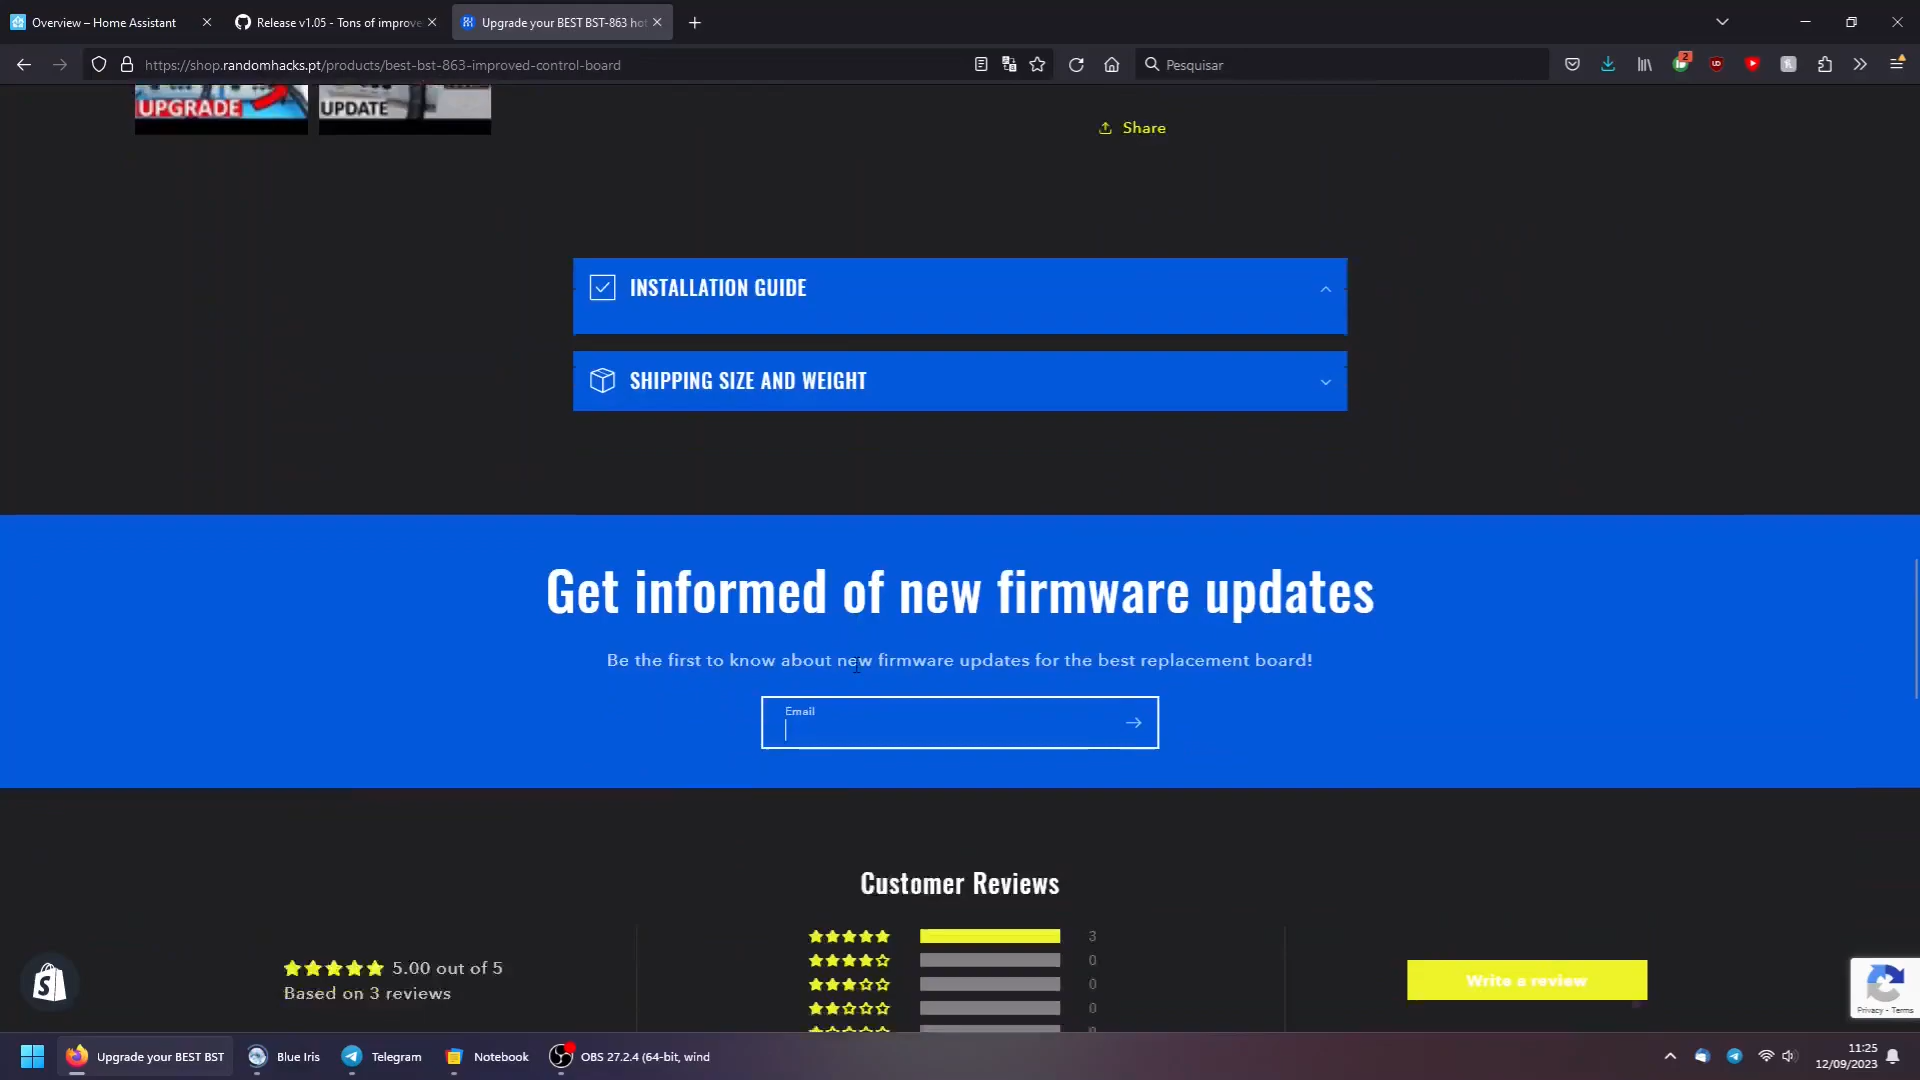 Overview – Home Assistant
Release v1.05 - Tons of improve
Upgrade your BEST BST-863 hot
https://shop.randomhacks.pt/products/best-bst-863-improved-control-board
Pesquisar
2
UPGRADE
UPDATE
Share
INSTALLATION GUIDE
SHIPPING SIZE AND WEIGHT
Get informed of new firmware updates
Be the first to know about new firmware updates for the best replacement board!
Email
Customer Reviews
5.00 out of 5
Based on 3 reviews
3
0
0
0
Write a review
Privacy - Terms
Upgrade your BEST BST
Blue Iris
Telegram
Notebook
OBS 27.2.4 (64-bit, wind
11:25
12/09/2023